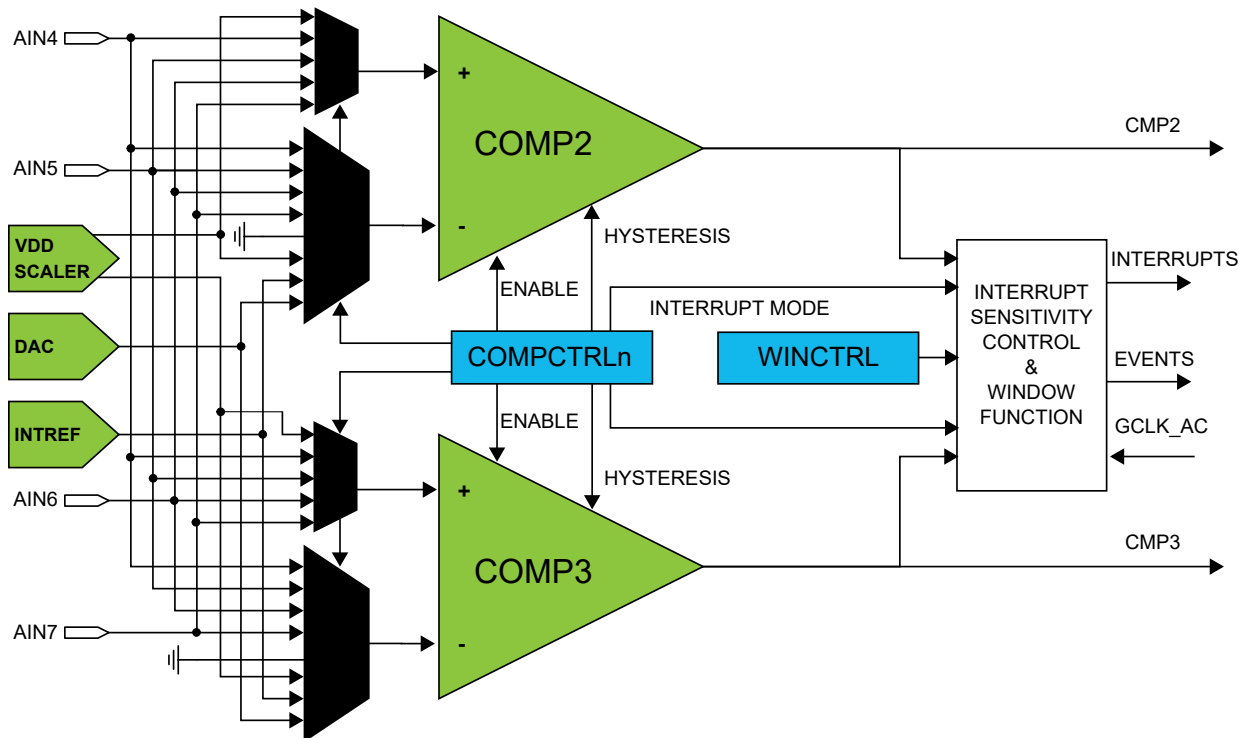 AIN4
+
COMP2
CMP2
AIN5
-
VDD
SCALER
HYSTERESIS
ENABLE
INTERRUPTS
INTERRUPT MODE
INTERRUPT
SENSITIVITY
CONTROL
&
WINDOW
FUNCTION
DAC
COMPCTRLn
WINCTRL
EVENTS
INTREF
ENABLE
GCLK_AC
HYSTERESIS
AIN6
+
COMP3
CMP3
AIN7
-